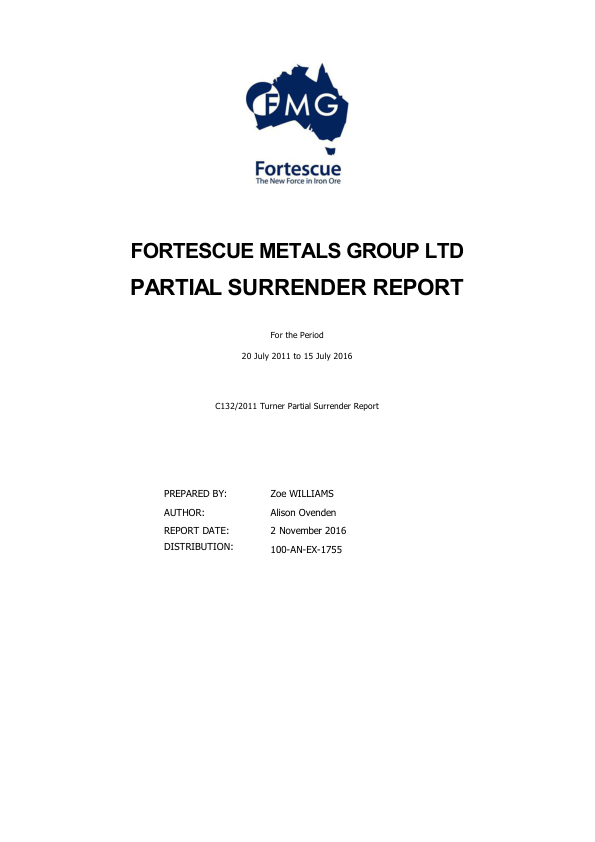 FMG
Fortescue
The New Force in Iron Ore
FORTESCUE METALS GROUP LTD
PARTIAL SURRENDER REPORT
For the Period
20 July 2011 to 15 July 2016
C132/2011 Turner Partial Surrender Report
PREPARED BY: Zoe WILLIAMS
AUTHOR: Alison Ovenden
REPORT DATE: 2 November 2016
DISTRIBUTION: 100-AN-EX-1755